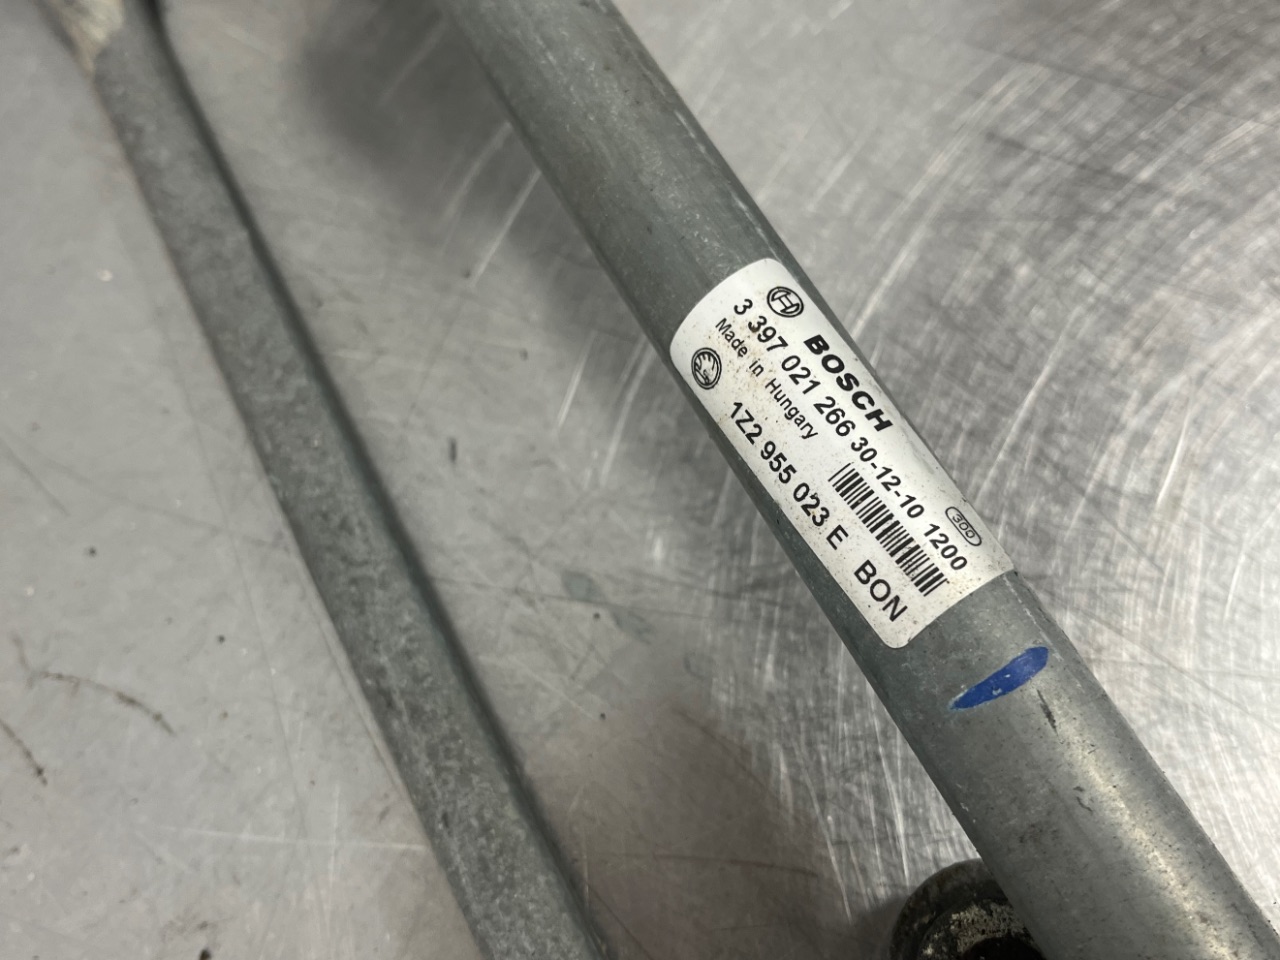 BOSCH
3 397 021 266 30-12-10 1200
Made in Hungary
300
1Z2 955 023 E BON